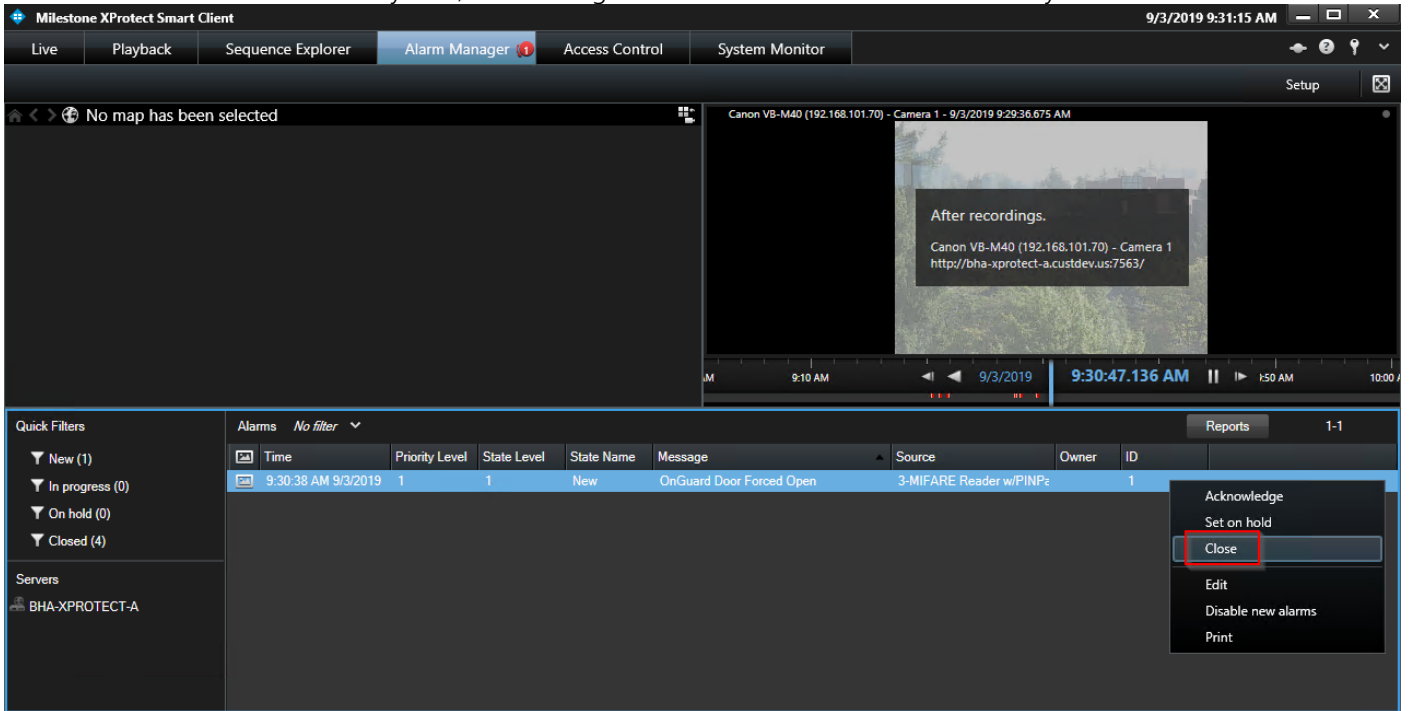 Milestone XProtect Smart Client
9/3/2019 9:31:15 AM
Live Playback Sequence Explorer Alarm Manager 1 Access Control System Monitor
Setup
No map has been selected
Canon VB-M40 (192.168.101.70) - Camera 1 - 9/3/2019 9:29:36.675 AM
After recordings.
Canon VB-M40 (192.168.101.70) - Camera 1
http://bha-xprotect-a.custdev.us:7563/
9:10 AM 9/3/2019 9:30:47.136 AM :50 AM 10:00
Quick Filters
Alarms No filter Reports 1-1
Time Priority Level State Level State Name Message Source Owner ID
9:30:38 AM 9/3/2019 1 1 New OnGuard Door Forced Open 3-MIFARE Reader w/PINPa 1
New (1)
In progress (0)
On hold (0)
Closed (4)
Servers
BHA-XPROTECT-A
Acknowledge
Set on hold
Close
Edit
Disable new alarms
Print